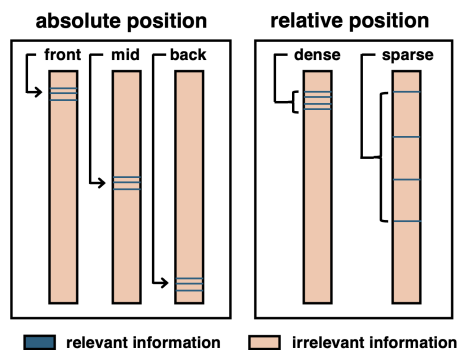 absolute position
relative position
front mid back
dense sparse
relevant information
irrelevant information